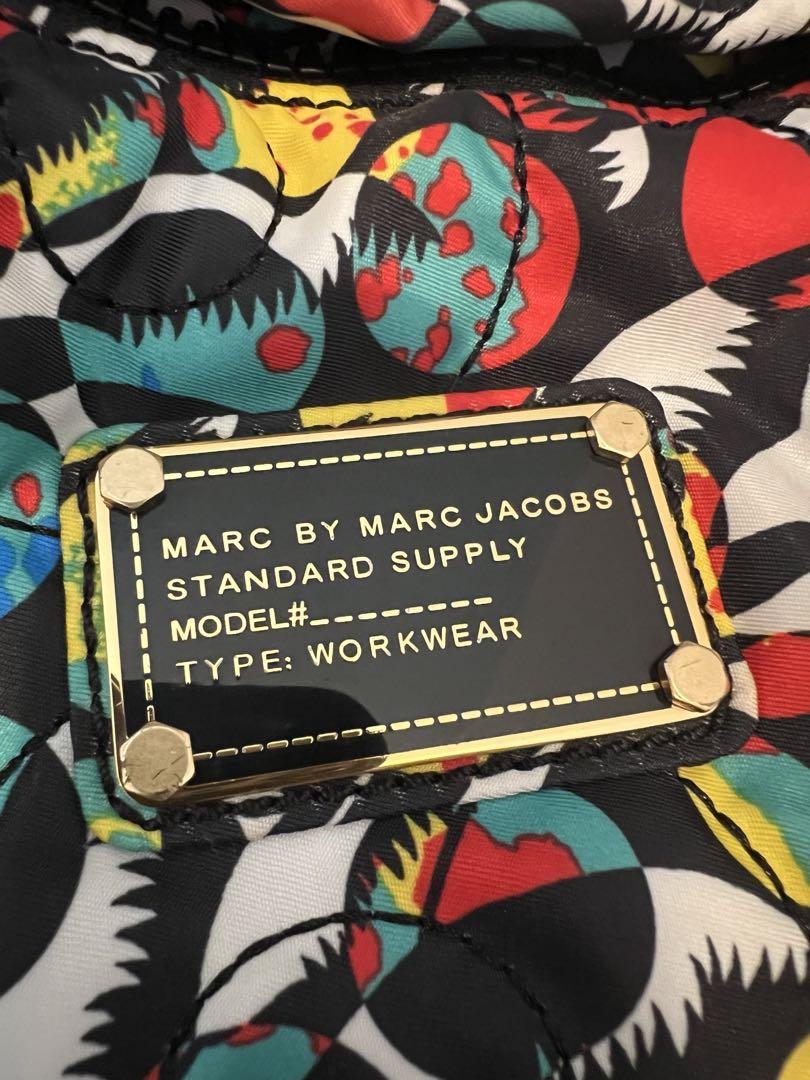 MARC BY MARC JACOBS
STANDARD SUPPLY
MODEL#_________
TYPE: WORKWEAR